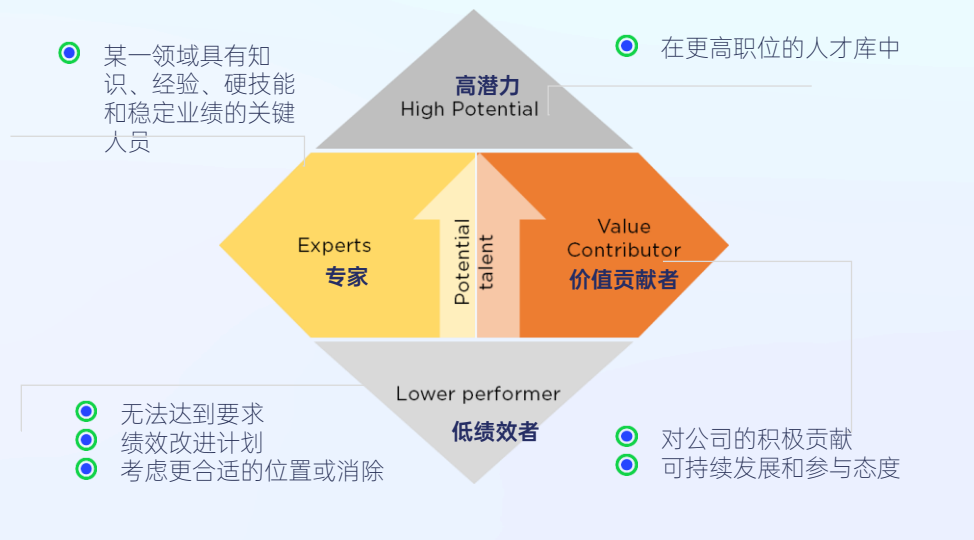 某一领域具有知
识、经验、硬技能
和稳定业绩的关键
人员
在更高职位的人才库中
高潜力
High Potential
Experts
专家
Potential
talent
Value
Contributor
价值贡献者
Lower performer
低绩效者
无法达到要求
绩效改进计划
考虑更合适的位置或消除
对公司的积极贡献
可持续发展和参与态度